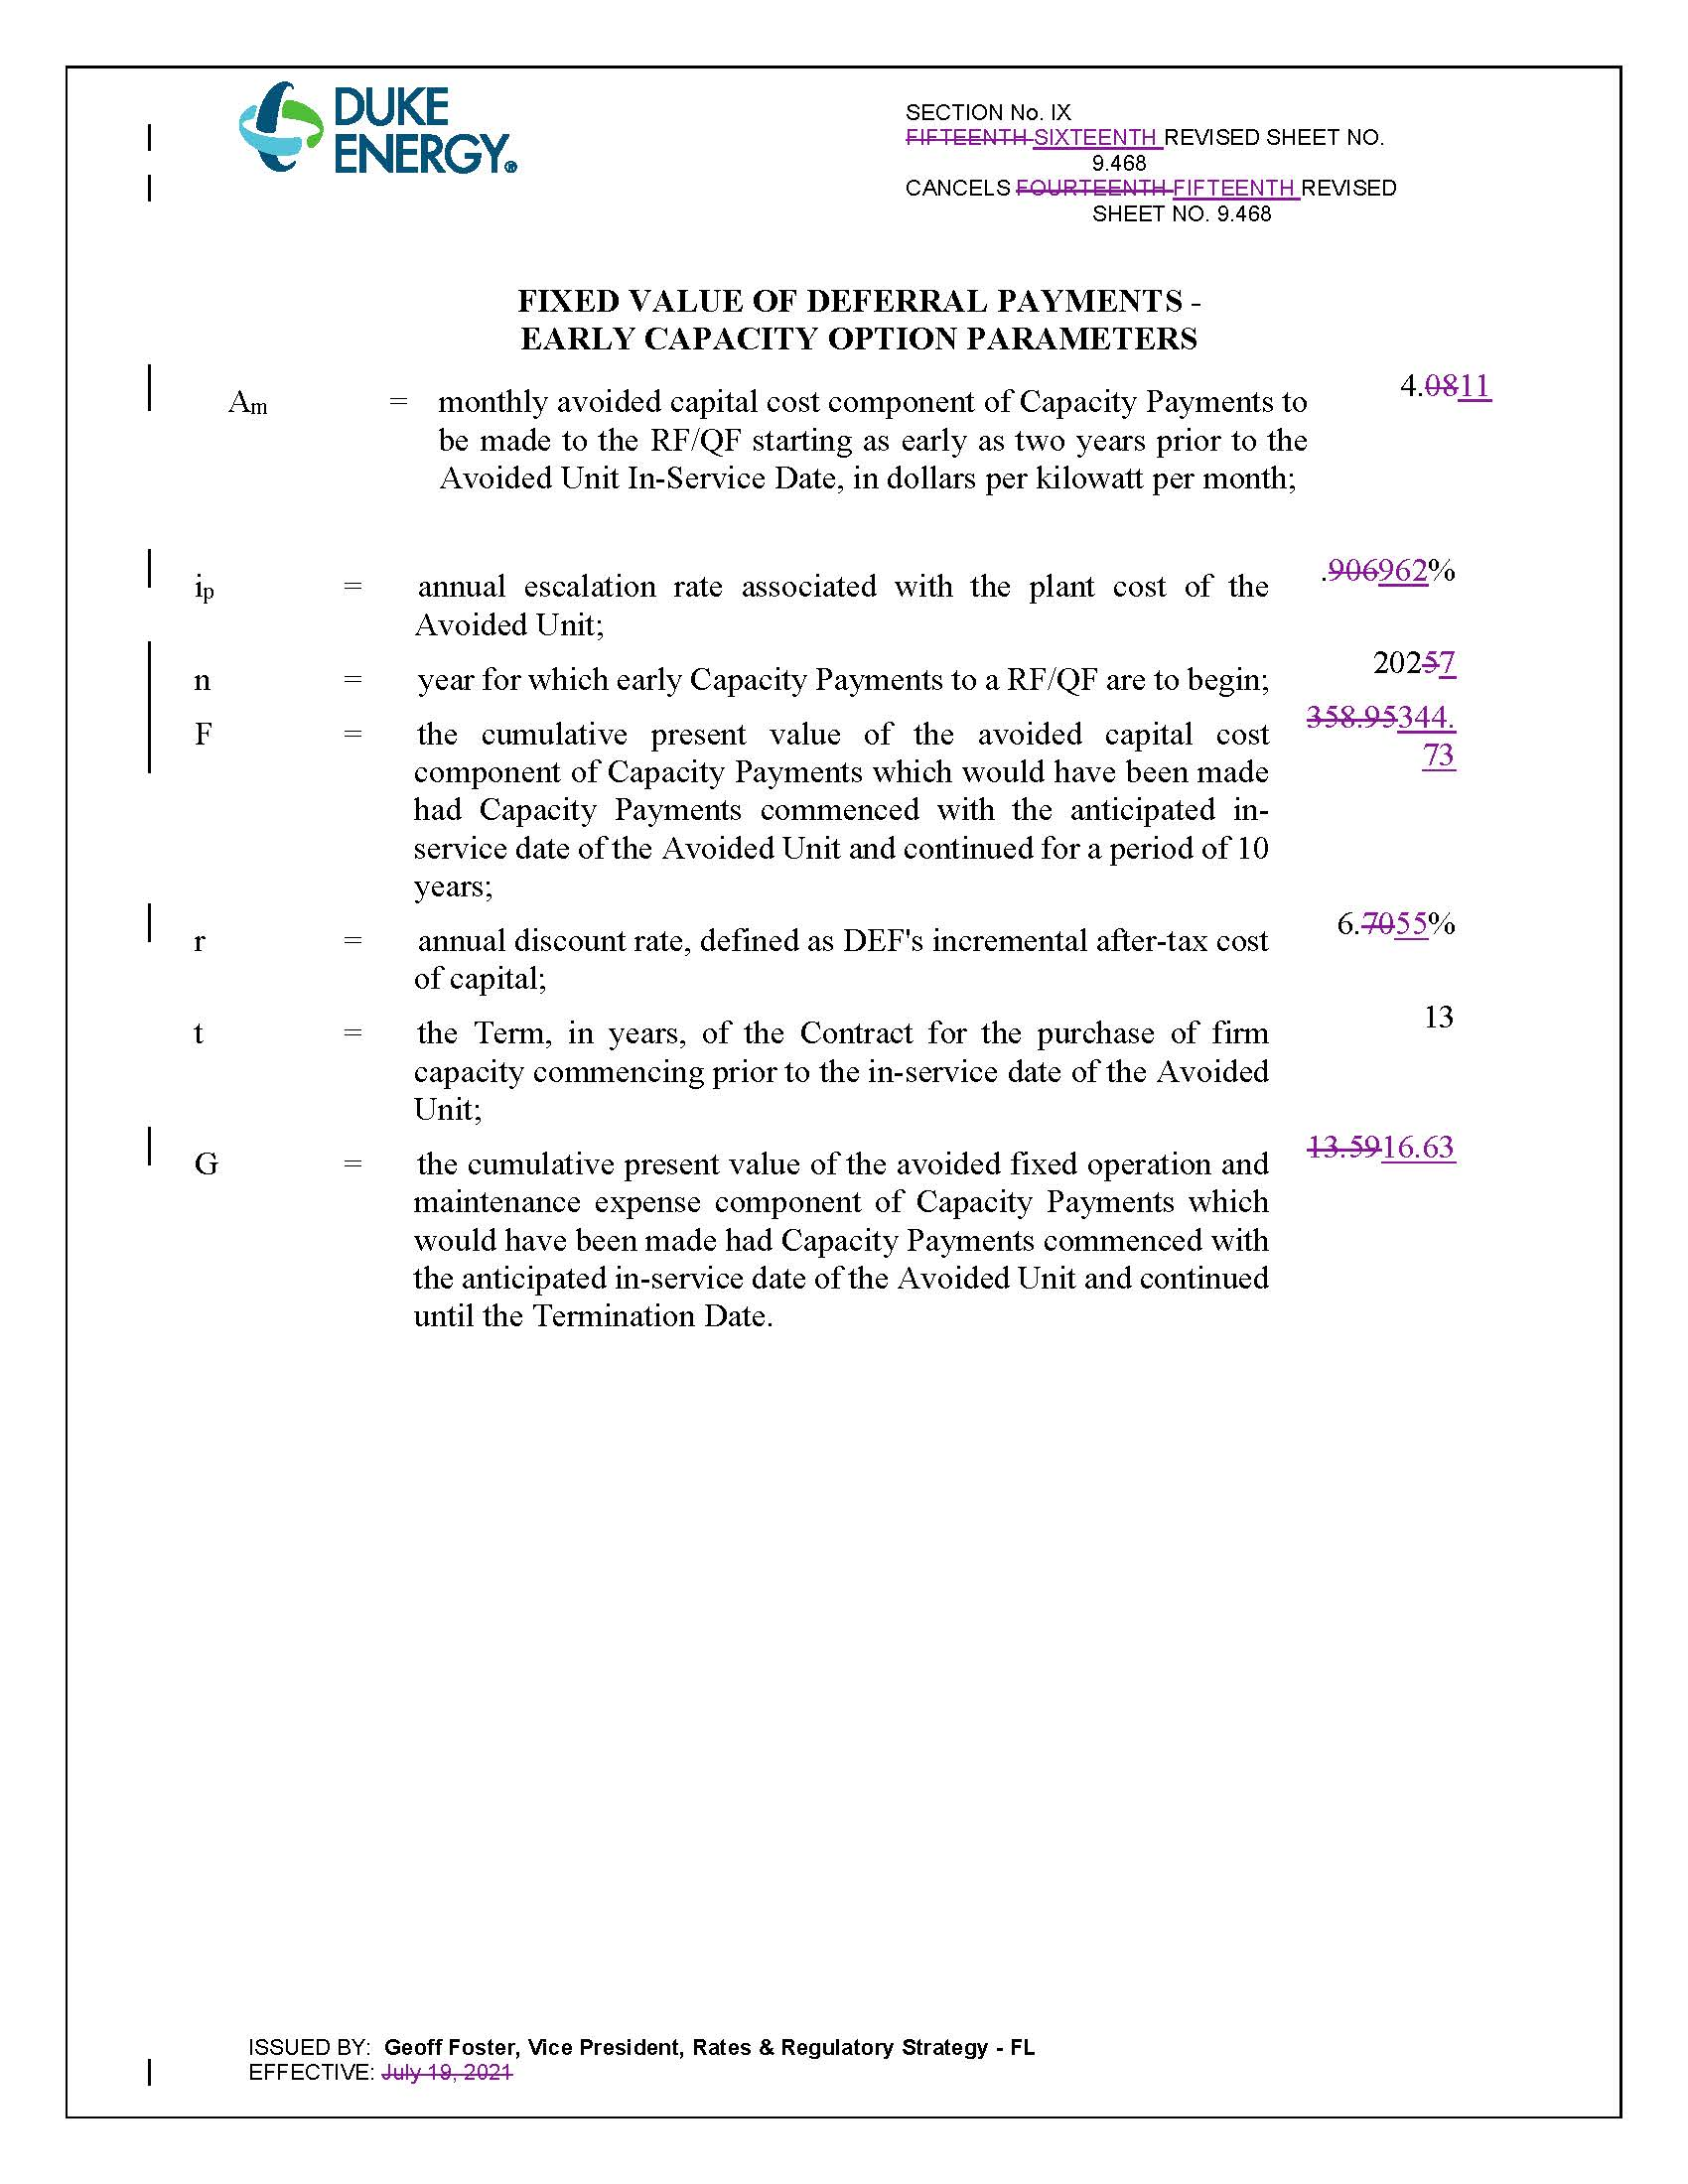 DUKE
ENERGY®
SECTION No. IX
FIFTEENTH SIXTEENTH REVISED SHEET NO.
9.468
CANCELS FOURTEENTH FIFTEENTH REVISED
SHEET NO. 9.468
FIXED VALUE OF DEFERRAL PAYMENTS -
EARLY CAPACITY OPTION PARAMETERS
Am = monthly avoided capital cost component of Capacity Payments to 4.0811
be made to the RF/QF starting as early as two years prior to the
Avoided Unit In-Service Date, in dollars per kilowatt per month;
ip = annual escalation rate associated with the plant cost of the .906962%
Avoided Unit;
n = year for which early Capacity Payments to a RF/QF are to begin; 20257
F = the cumulative present value of the avoided capital cost 358.95344.
component of Capacity Payments which would have been made 73
had Capacity Payments commenced with the anticipated in-
service date of the Avoided Unit and continued for a period of 10
years;
r = annual discount rate, defined as DEF's incremental after-tax cost 6.7055%
of capital;
t = the Term, in years, of the Contract for the purchase of firm 13
capacity commencing prior to the in-service date of the Avoided
Unit;
G = the cumulative present value of the avoided fixed operation and 13.5916.63
maintenance expense component of Capacity Payments which
would have been made had Capacity Payments commenced with
the anticipated in-service date of the Avoided Unit and continued
until the Termination Date.
ISSUED BY: Geoff Foster, Vice President, Rates & Regulatory Strategy - FL
EFFECTIVE: July 19, 2021